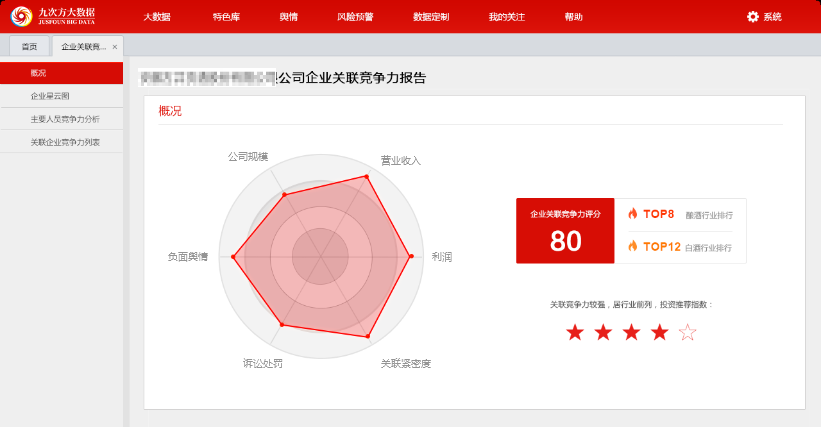 九次方大数据
JUSFOUN BIG DATA
大数据 特色库 舆情 风险预警 数据定制 我的关注 帮助 系统
首页 企业关联竞... ×
概况
企业星云图
主要人员竞争力分析
关联企业竞争力列表
公司企业关联竞争力报告
概况
公司规模
营业收入
负面舆情
利润
诉讼处罚
关联紧密度
企业关联竞争力评分
80
TOP8 酿酒行业排行
TOP12 白酒行业排行
关联竞争力较强，居行业前列，投资推荐指数：